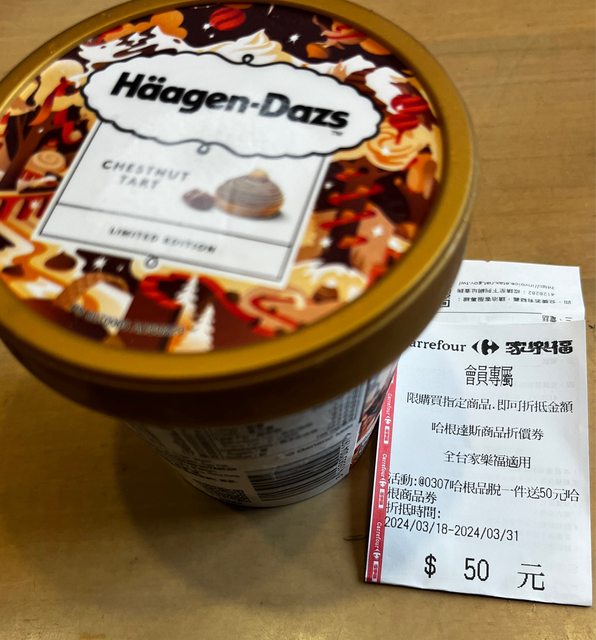 Häagen-Dazs
CHESTNUT
TART
LIMITED EDITION
Carrefour 家樂福
會員專屬
限購買指定商品,即可折抵金額
哈根達斯商品折價券
全台家樂福適用
活動:@0307哈根品脫一件送50元哈
根商品券
折抵時間:
2024/03/18-2024/03/31
$ 50 元